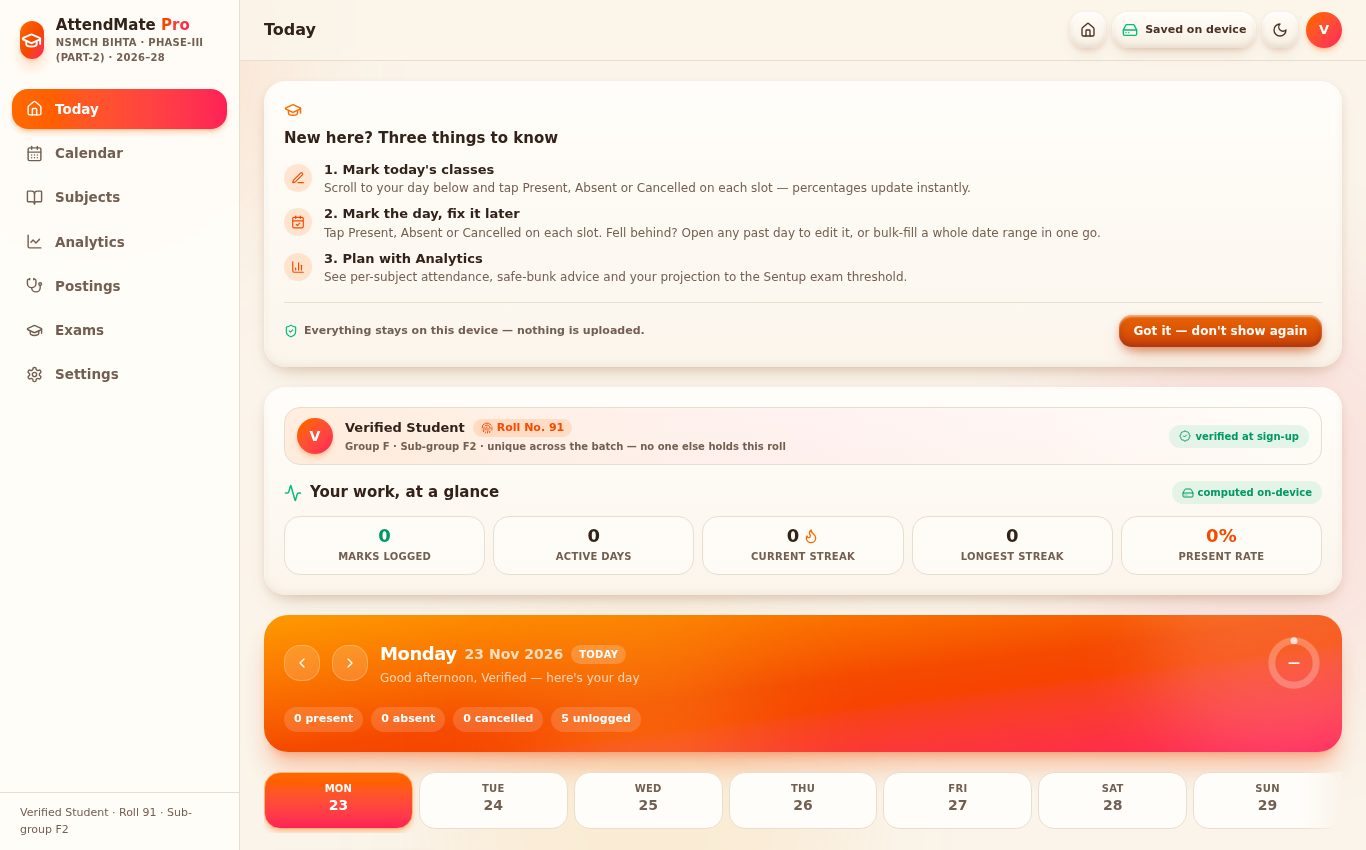 AttendMate Pro
NSMCH BIHTA · PHASE-III
(PART-2) · 2026–28
Today
Calendar
Subjects
Analytics
Postings
Exams
Settings
Verified Student · Roll 91 · Sub-
group F2
Today
Saved on device
V
New here? Three things to know
1. Mark today's classes
Scroll to your day below and tap Present, Absent or Cancelled on each slot — percentages update instantly.
2. Mark the day, fix it later
Tap Present, Absent or Cancelled on each slot. Fell behind? Open any past day to edit it, or bulk-fill a whole date range in one go.
3. Plan with Analytics
See per-subject attendance, safe-bunk advice and your projection to the Sentup exam threshold.
Everything stays on this device — nothing is uploaded.
Got it — don't show again
V
Verified Student
Roll No. 91
Group F · Sub-group F2 · unique across the batch — no one else holds this roll
verified at sign-up
Your work, at a glance
computed on-device
0
MARKS LOGGED
0
ACTIVE DAYS
0
CURRENT STREAK
0
LONGEST STREAK
0%
PRESENT RATE
Monday 23 Nov 2026 TODAY
Good afternoon, Verified — here's your day
—
0 present
0 absent
0 cancelled
5 unlogged
MON
23
TUE
24
WED
25
THU
26
FRI
27
SAT
28
SUN
29